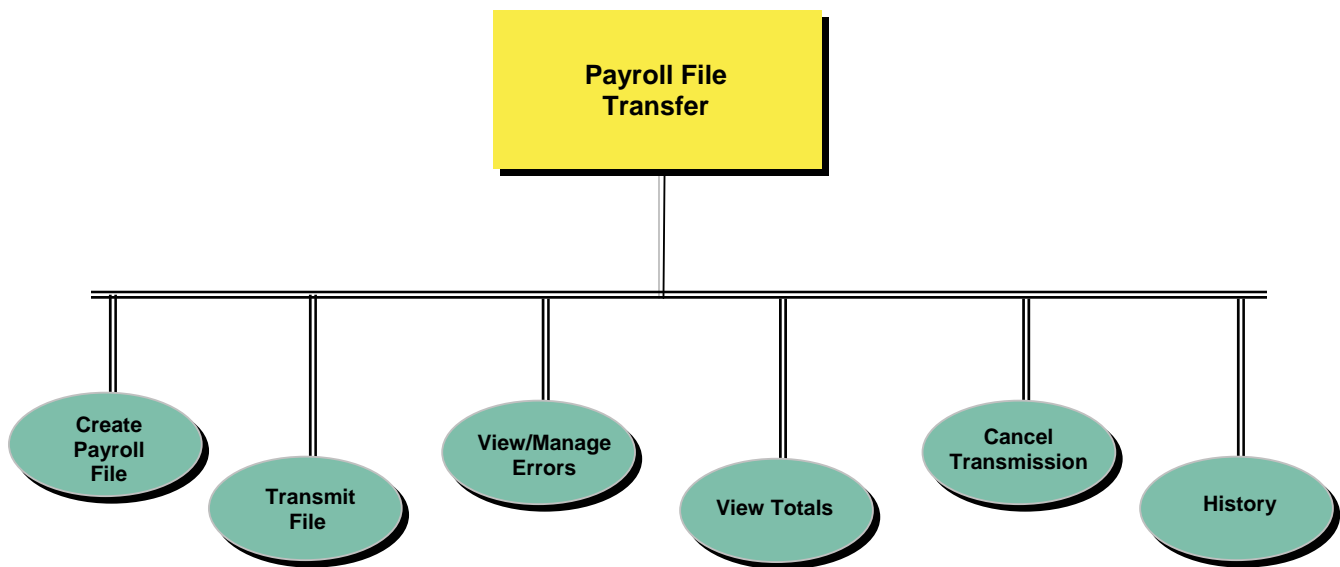 Payroll File
Transfer
Create
Payroll
File
Transmit
File
View/Manage
Errors
View Totals
Cancel
Transmission
History